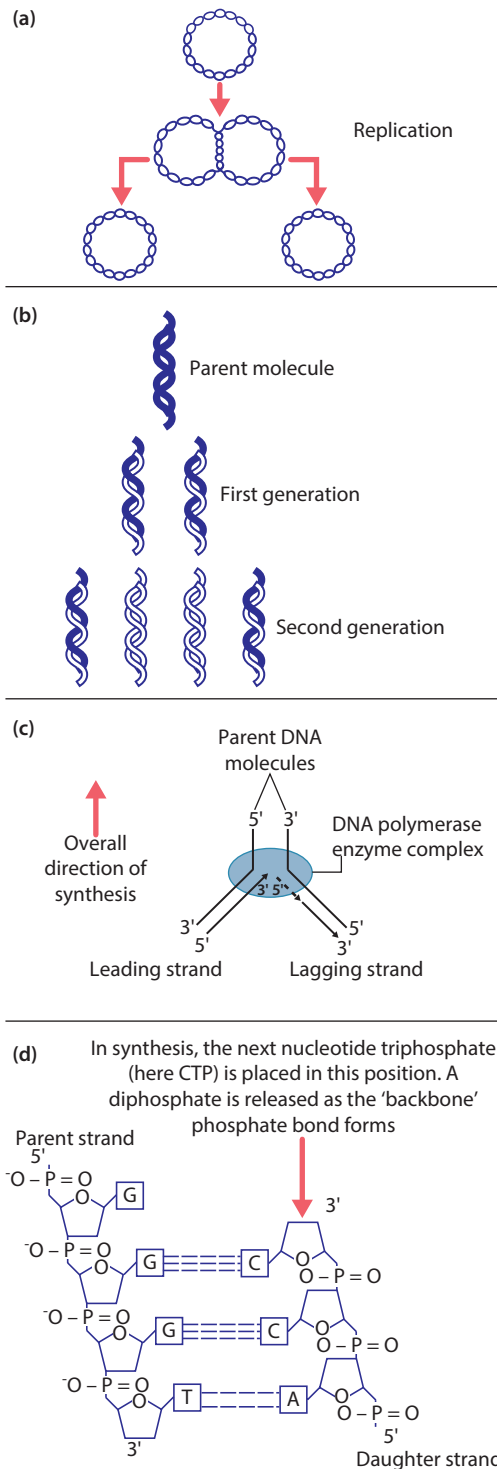 (a)
Replication
(b)
Parent molecule
First generation
Second generation
(c)
Parent DNA
molecules
5' 3'
DNA polymerase
enzyme complex
Overall
direction of
synthesis
3' 5'
3'
5'
5'
3'
Leading strand
Lagging strand
(d)
In synthesis, the next nucleotide triphosphate
(here CTP) is placed in this position. A
diphosphate is released as the ‘backbone’
phosphate bond forms
Parent strand
5'
-O – P = O
O
G
3'
-O – P = O
O
G
C
O
O – P = O
-O – P = O
O
G
C
O
O – P = O
-O – P = O
O
T
A
O
O – P = O
3'
5'
Daughter strand